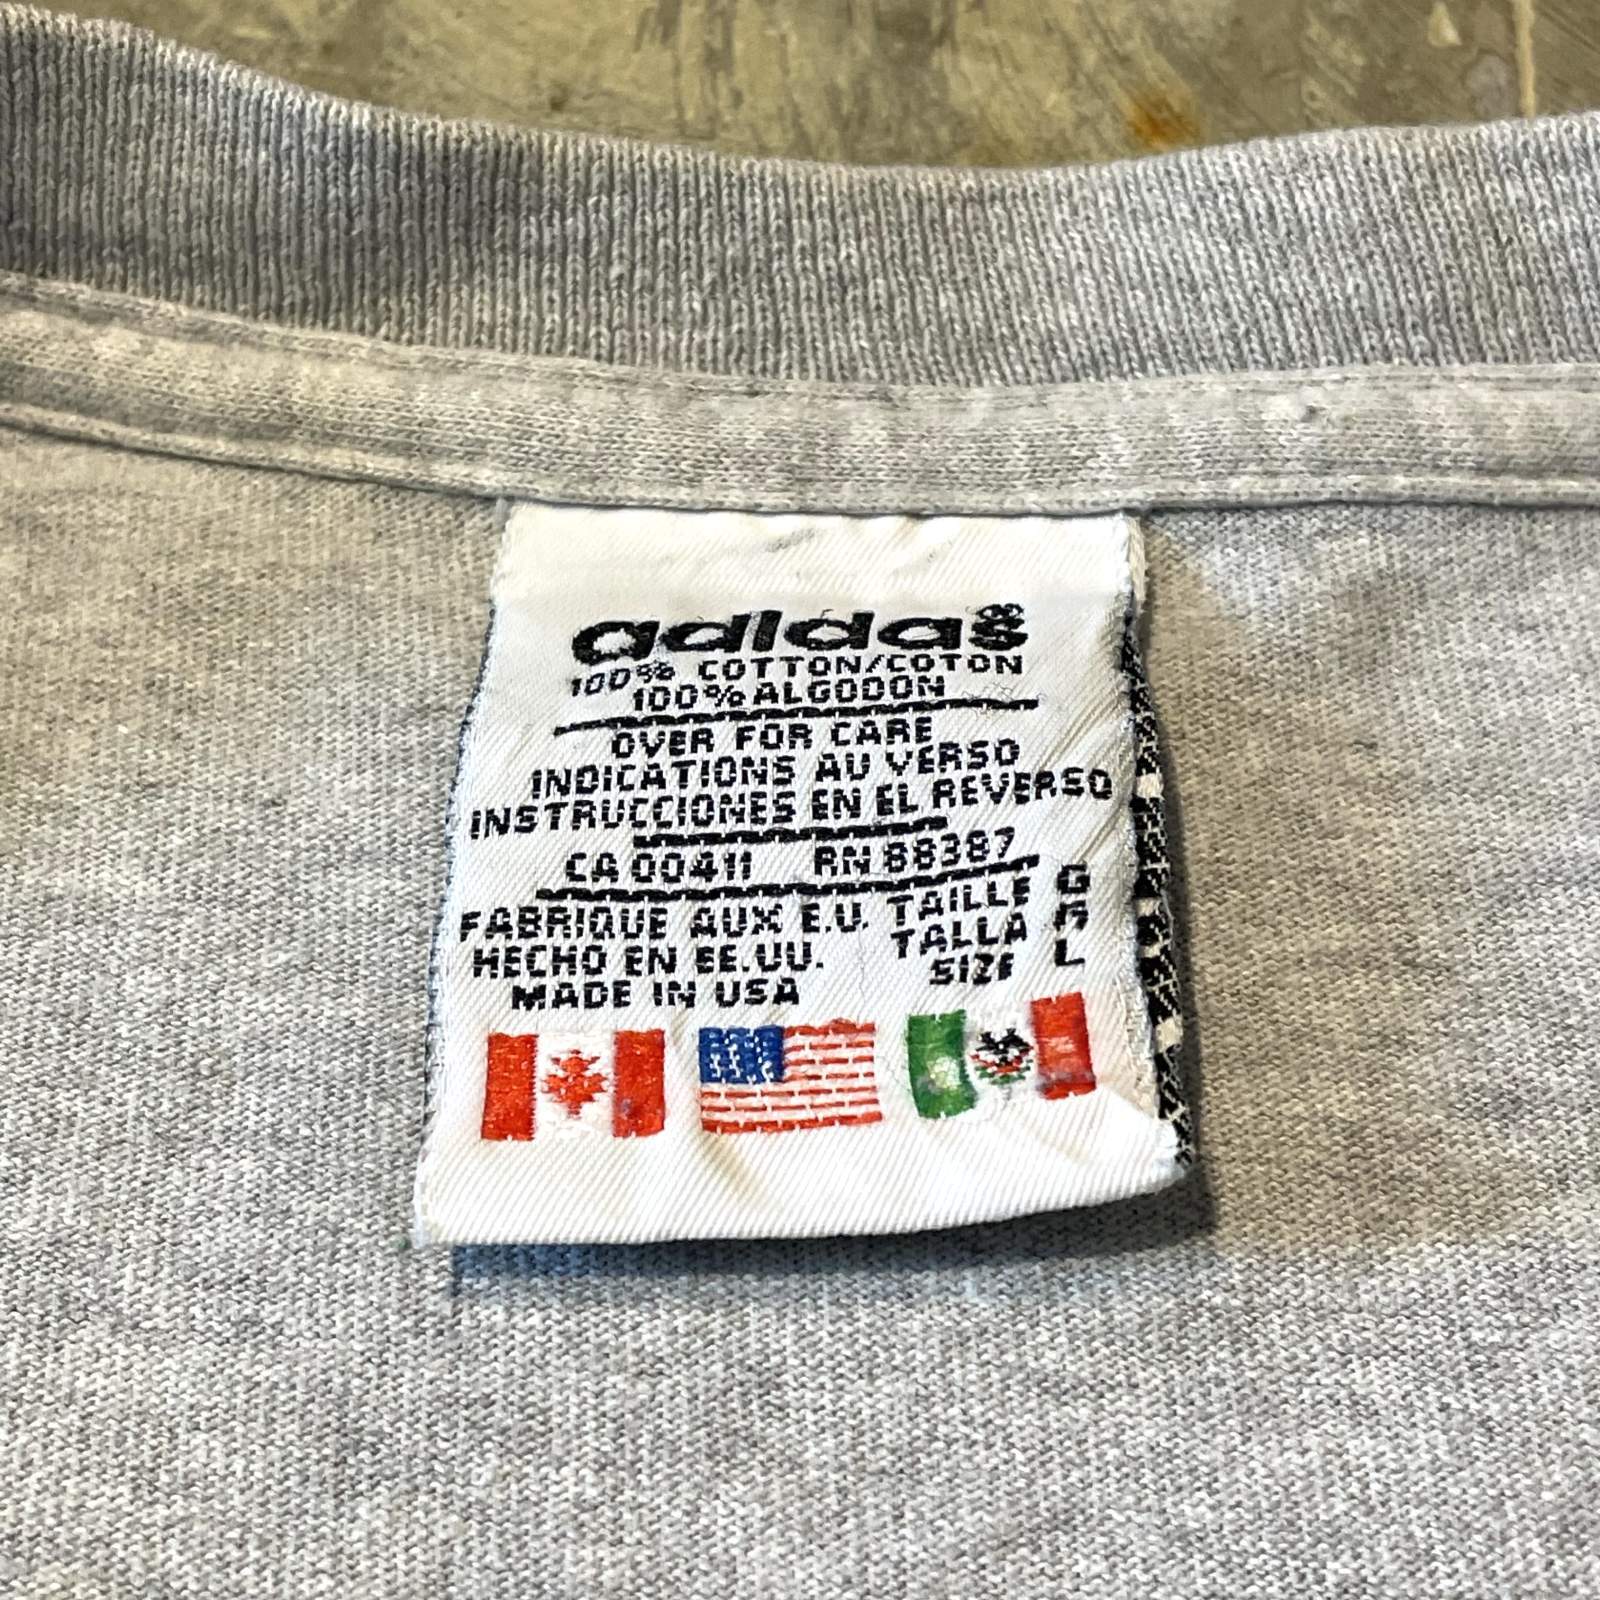 adidas
100% COTTON/COTON
100% ALGODON
OVER FOR CARE
INDICATIONS AU VERSO
INSTRUCCIONES EN EL REVERSO
CA 00411 RN 88387
FABRIQUE AUX E.U. TAILLE G
HECHO EN EE.UU. TALLA R
MADE IN USA SIZE L